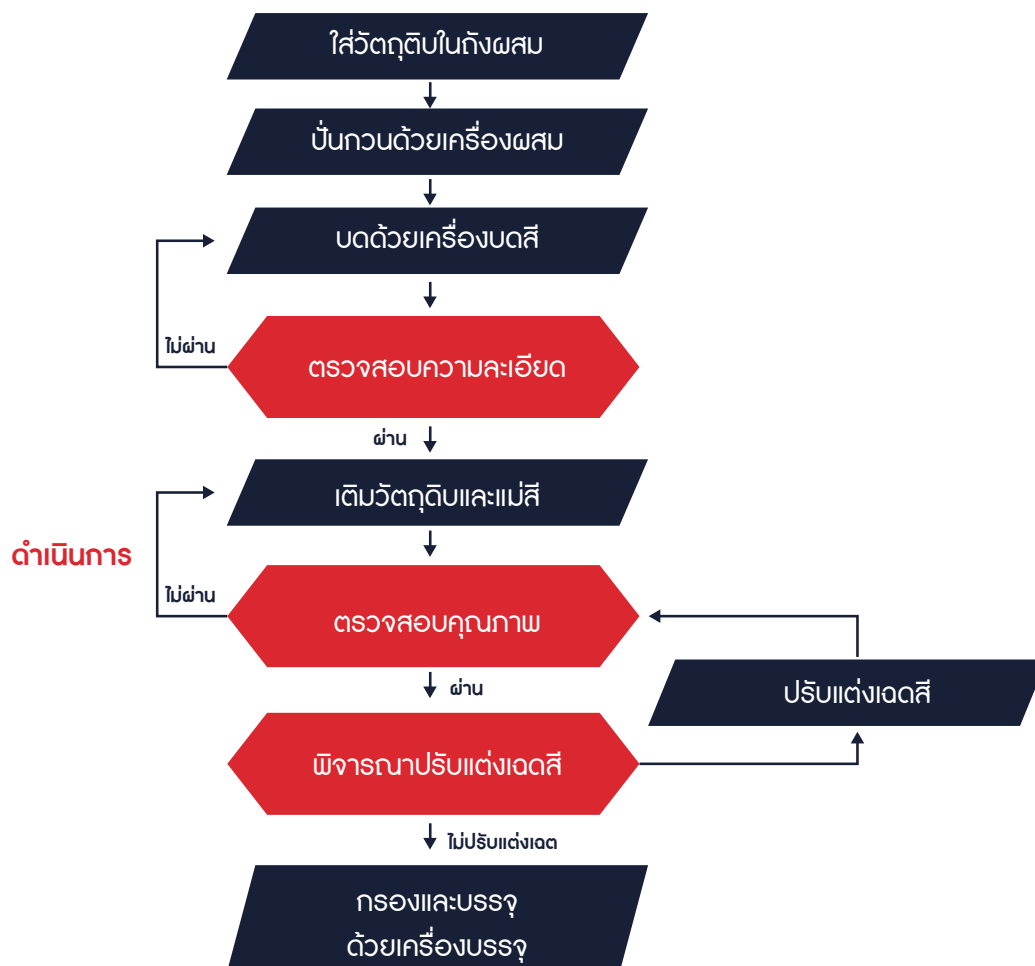 ใส่วัตถุติบในถังผสม
ปั่นกวนด้วยเครื่องผสม
บดด้วยเครื่องบดสี
ไม่ผ่าน
ตรวจสอบความละเอียด
ผ่าน
เติมวัตถุดิบและแม่สี
ดำเนินการ
ไม่ผ่าน
ตรวจสอบคุณภาพ
ผ่าน
ปรับแต่งเฉดสี
พิจารณาปรับแต่งเฉดสี
ไม่ปรับแต่งเฉต
กรองและบรรจุ
ด้วยเครื่องบรรจุ